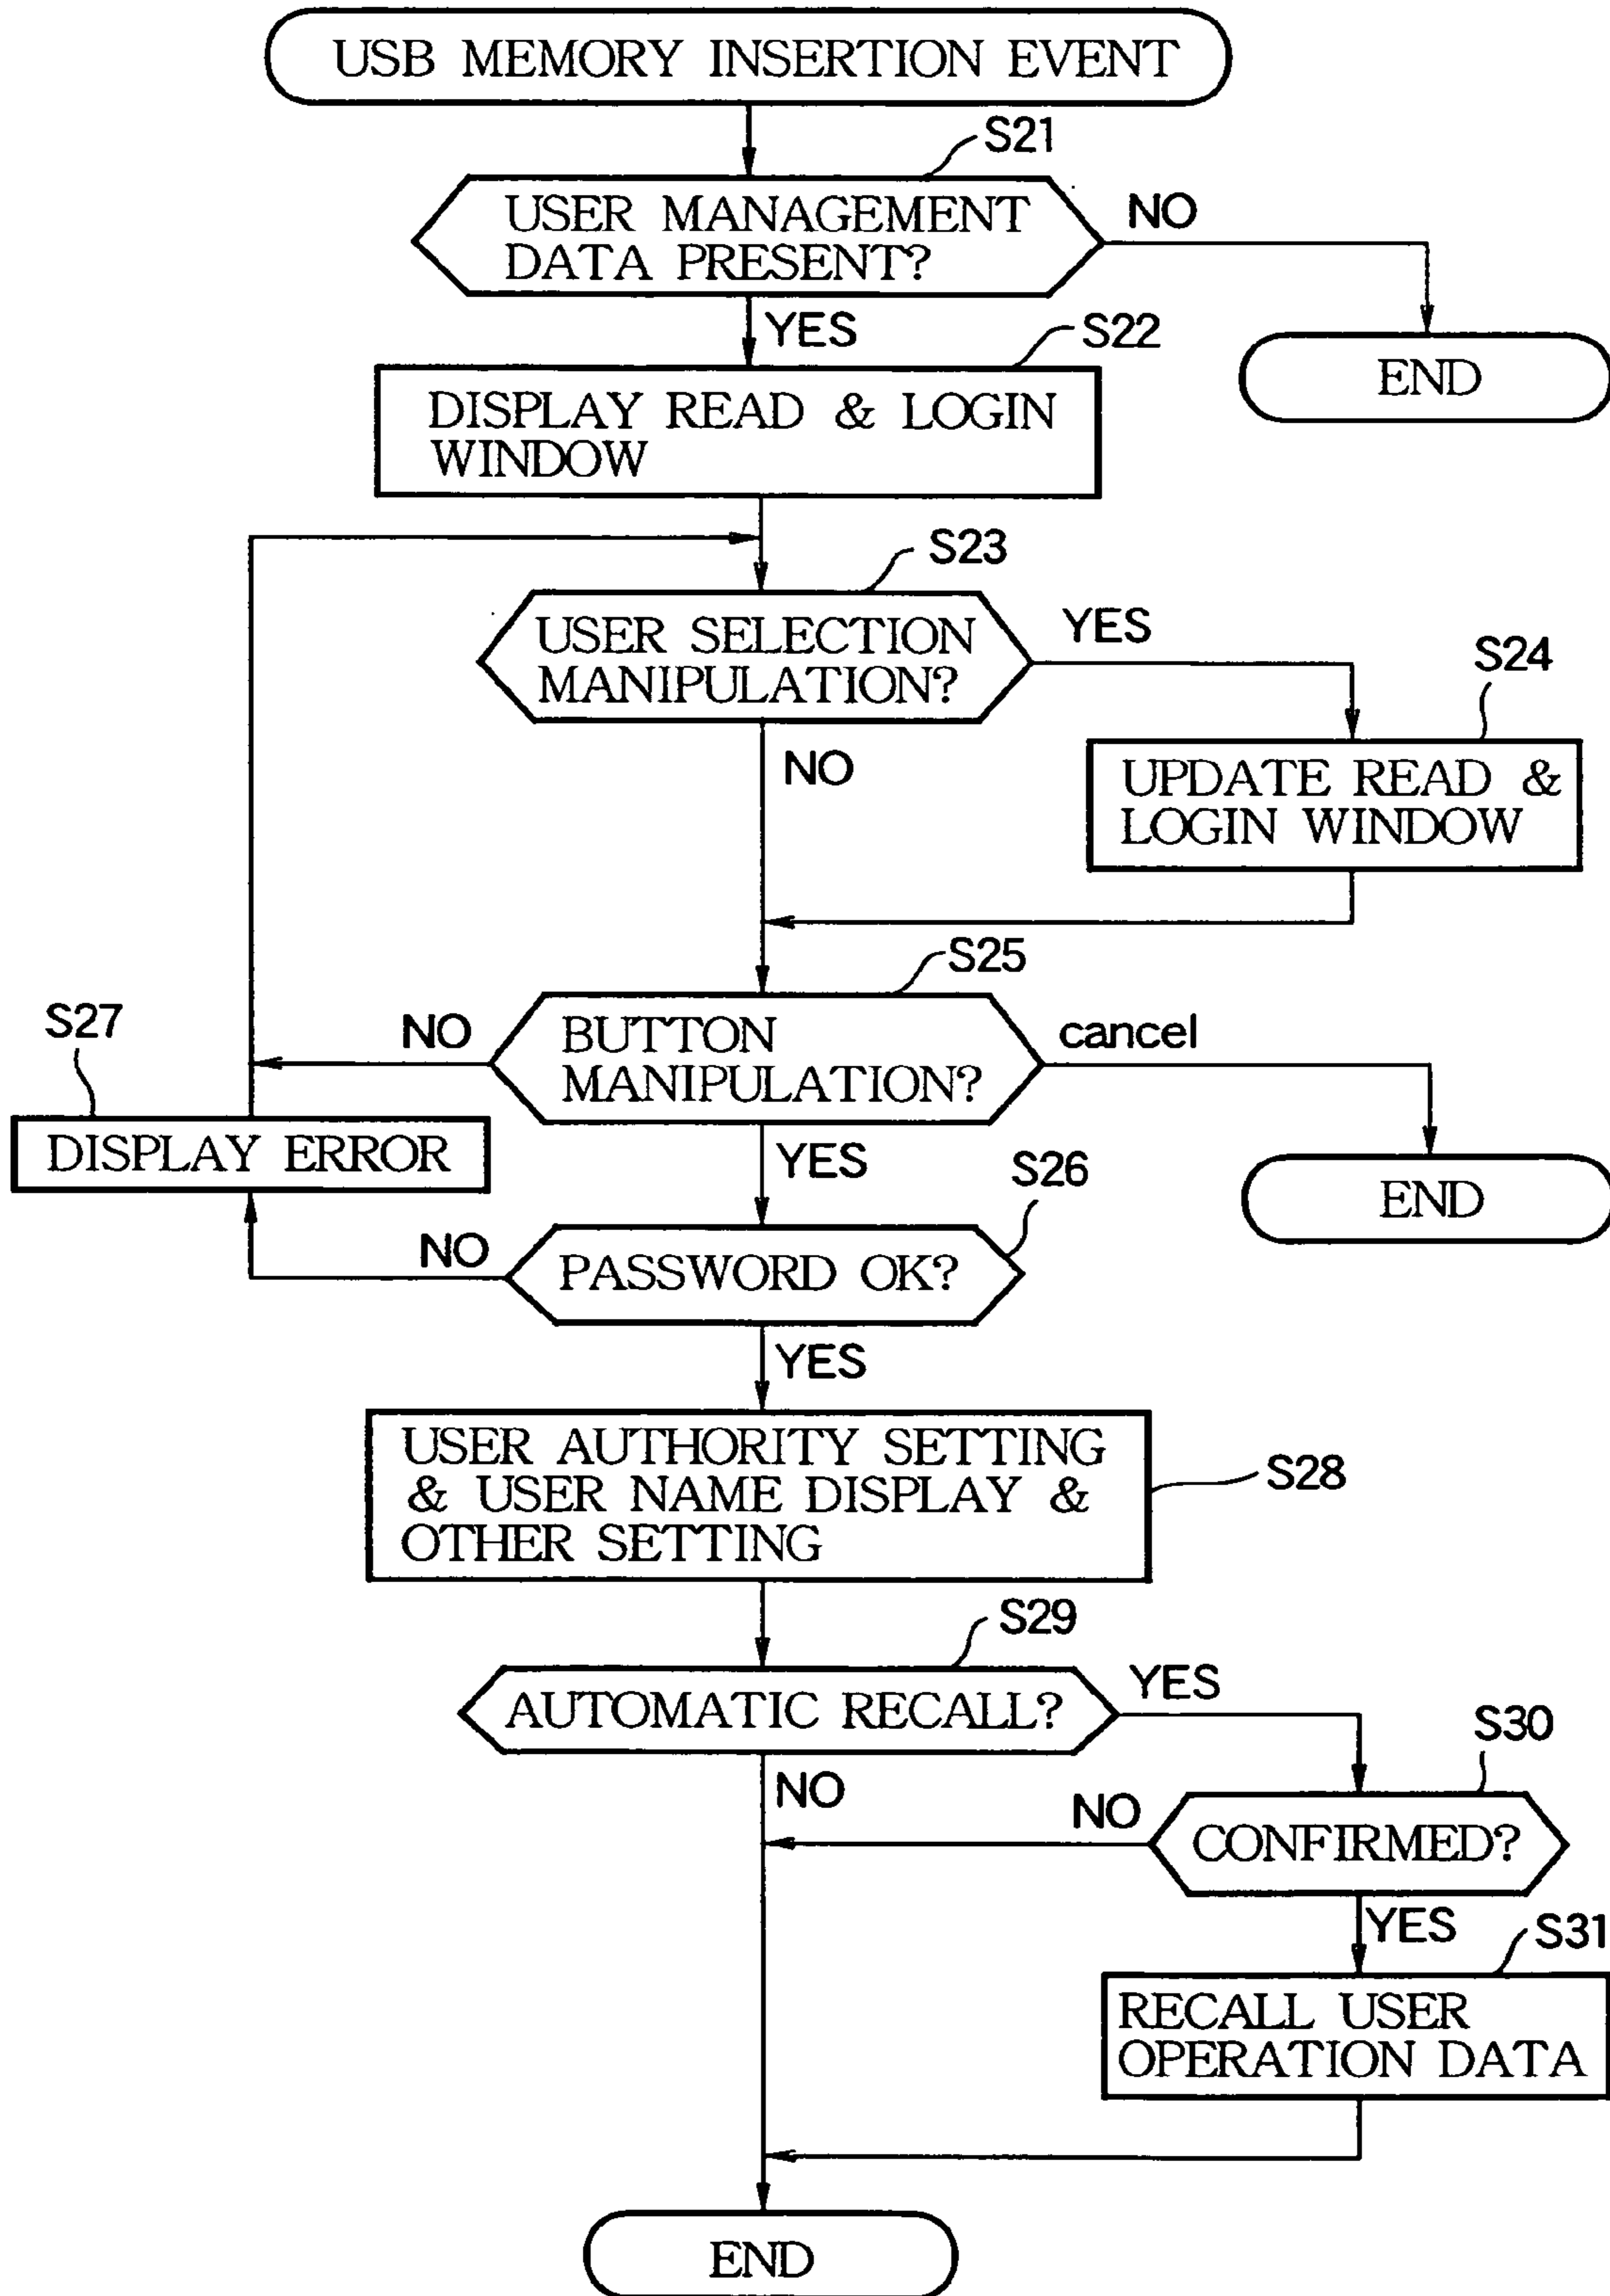 USB MEMORY INSERTION EVENT
S21
USER MANAGEMENT
DATA PRESENT?
NO
END
YES
S22
DISPLAY READ & LOGIN
WINDOW
S23
USER SELECTION
MANIPULATION?
YES
S24
NO
UPDATE READ &
LOGIN WINDOW
S25
S27
NO
BUTTON
MANIPULATION?
cancel
DISPLAY ERROR
YES
END
S26
NO
PASSWORD OK?
YES
USER AUTHORITY SETTING
& USER NAME DISPLAY &
OTHER SETTING
S28
S29
AUTOMATIC RECALL?
YES
S30
NO
NO
CONFIRMED?
YES
S31
RECALL USER
OPERATION DATA
END